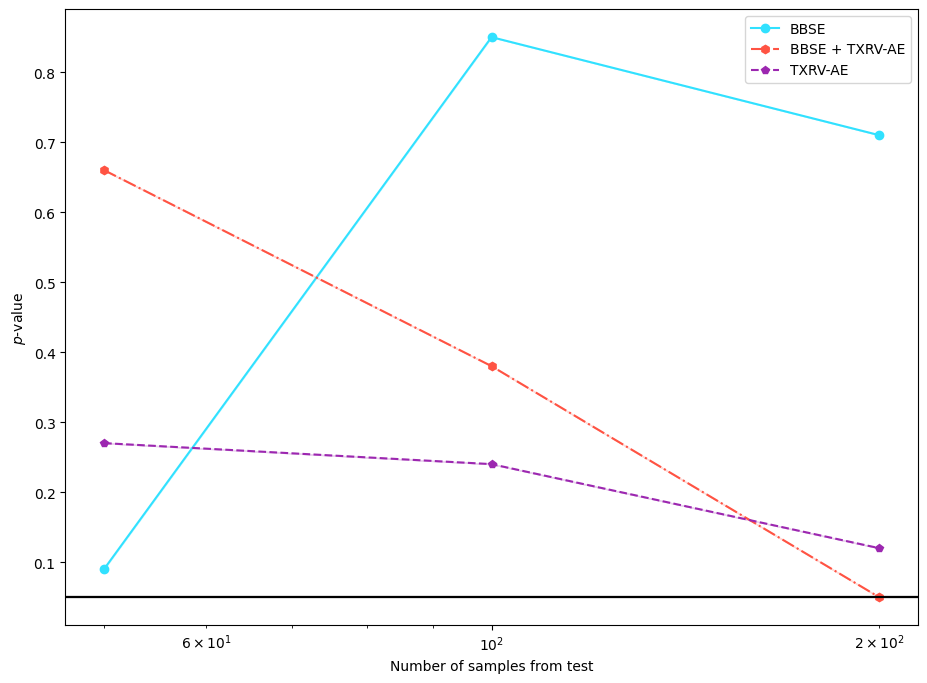 BBSE
BBSE + TXRV-AE
TXRV-AE
0.8
0.7
0.6
0.5
0.4
0.3
0.2
0.1
p-value
6 × 10¹
10²
2 × 10²
Number of samples from test